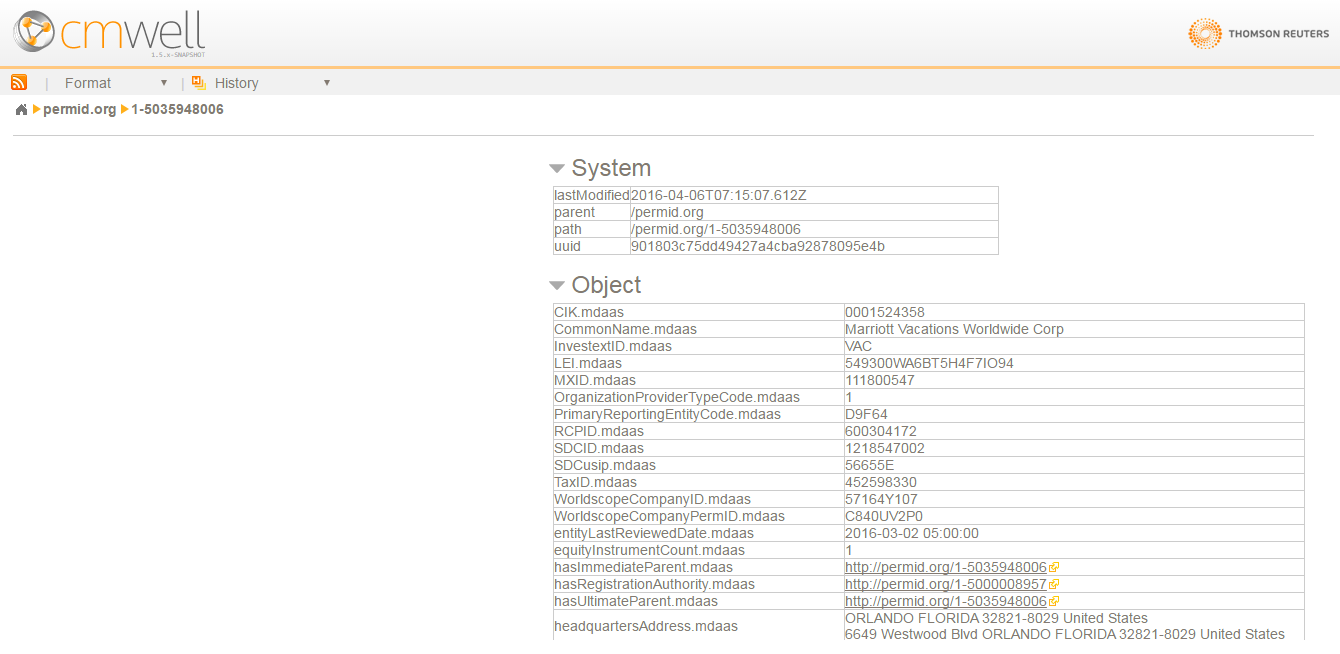 cmwell
1.5.x-SNAPSHOT
THOMSON REUTERS
Format
History
permid.org 1-5035948006
System
lastModified 2016-04-06T07:15:07.612Z
parent /permid.org
path /permid.org/1-5035948006
uuid 901803c75dd49427a4cba92878095e4b
Object
CIK.mdaas 0001524358
CommonName.mdaas Marriott Vacations Worldwide Corp
InvestextID.mdaas VAC
LEI.mdaas 549300WA6BT5H4F7IO94
MXID.mdaas 111800547
OrganizationProviderTypeCode.mdaas 1
PrimaryReportingEntityCode.mdaas D9F64
RCPID.mdaas 600304172
SDCID.mdaas 1218547002
SDCusip.mdaas 56655E
TaxID.mdaas 452598330
WorldscopeCompanyID.mdaas 57164Y107
WorldscopeCompanyPermID.mdaas C840UV2P0
entityLastReviewedDate.mdaas 2016-03-02 05:00:00
equityInstrumentCount.mdaas 1
hasImmediateParent.mdaas http://permid.org/1-5035948006
hasRegistrationAuthority.mdaas http://permid.org/1-5000008957
hasUltimateParent.mdaas http://permid.org/1-5035948006
headquartersAddress.mdaas ORLANDO FLORIDA 32821-8029 United States
6649 Westwood Blvd ORLANDO FLORIDA 32821-8029 United States